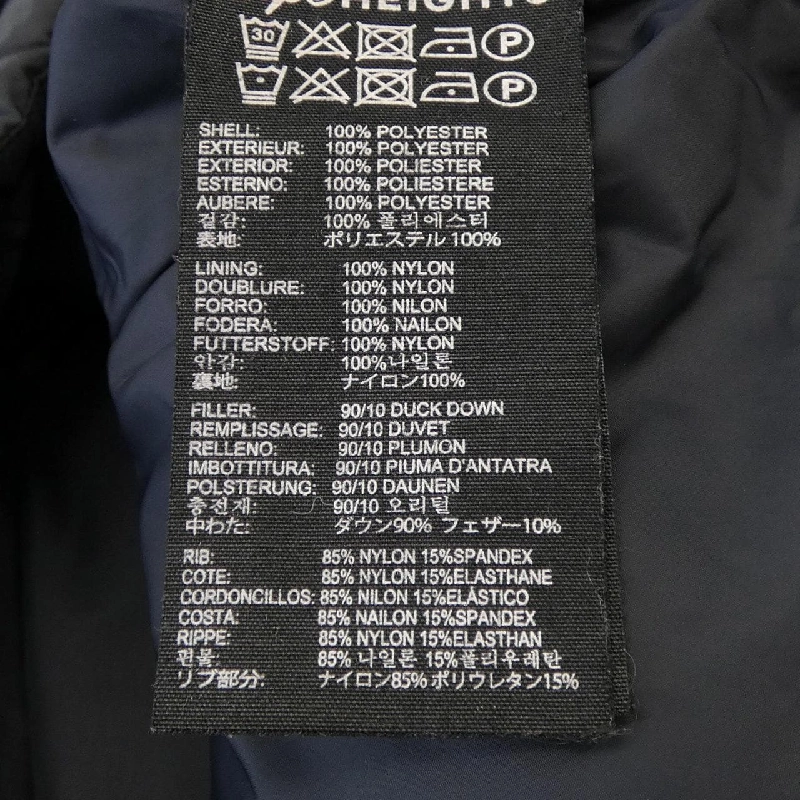 30 P
P
SHELL: 100% POLYESTER
EXTERIEUR: 100% POLYESTER
EXTERIOR: 100% POLIESTER
ESTERNO: 100% POLIESTERE
AUBERE: 100% POLYESTER
겉감: 100% 폴리에스터
表地: ポリエステル 100%
LINING: 100% NYLON
DOUBLURE: 100% NYLON
FORRO: 100% NILON
FODERA: 100% NAILON
FUTTERSTOFF: 100% NYLON
안감: 100% 나일론
裏地: ナイロン100%
FILLER: 90/10 DUCK DOWN
REMPLISSAGE: 90/10 DUVET
RELLENO: 90/10 PLUMON
IMBOTTITURA: 90/10 PIUMA D'ANTATRA
POLSTERUNG: 90/10 DAUNEN
충전재: 90/10 오리털
中わた: ダウン90% フェザー10%
RIB: 85% NYLON 15%SPANDEX
COTE: 85% NYLON 15%ELASTHANE
CORDONCILLOS: 85% NILON 15%ELÁSTICO
COSTA: 85% NAILON 15%SPANDEX
RIPPE: 85% NYLON 15%ELASTHAN
편물: 85% 나일론 15%폴리우레탄
リブ部分: ナイロン85% ポリウレタン15%